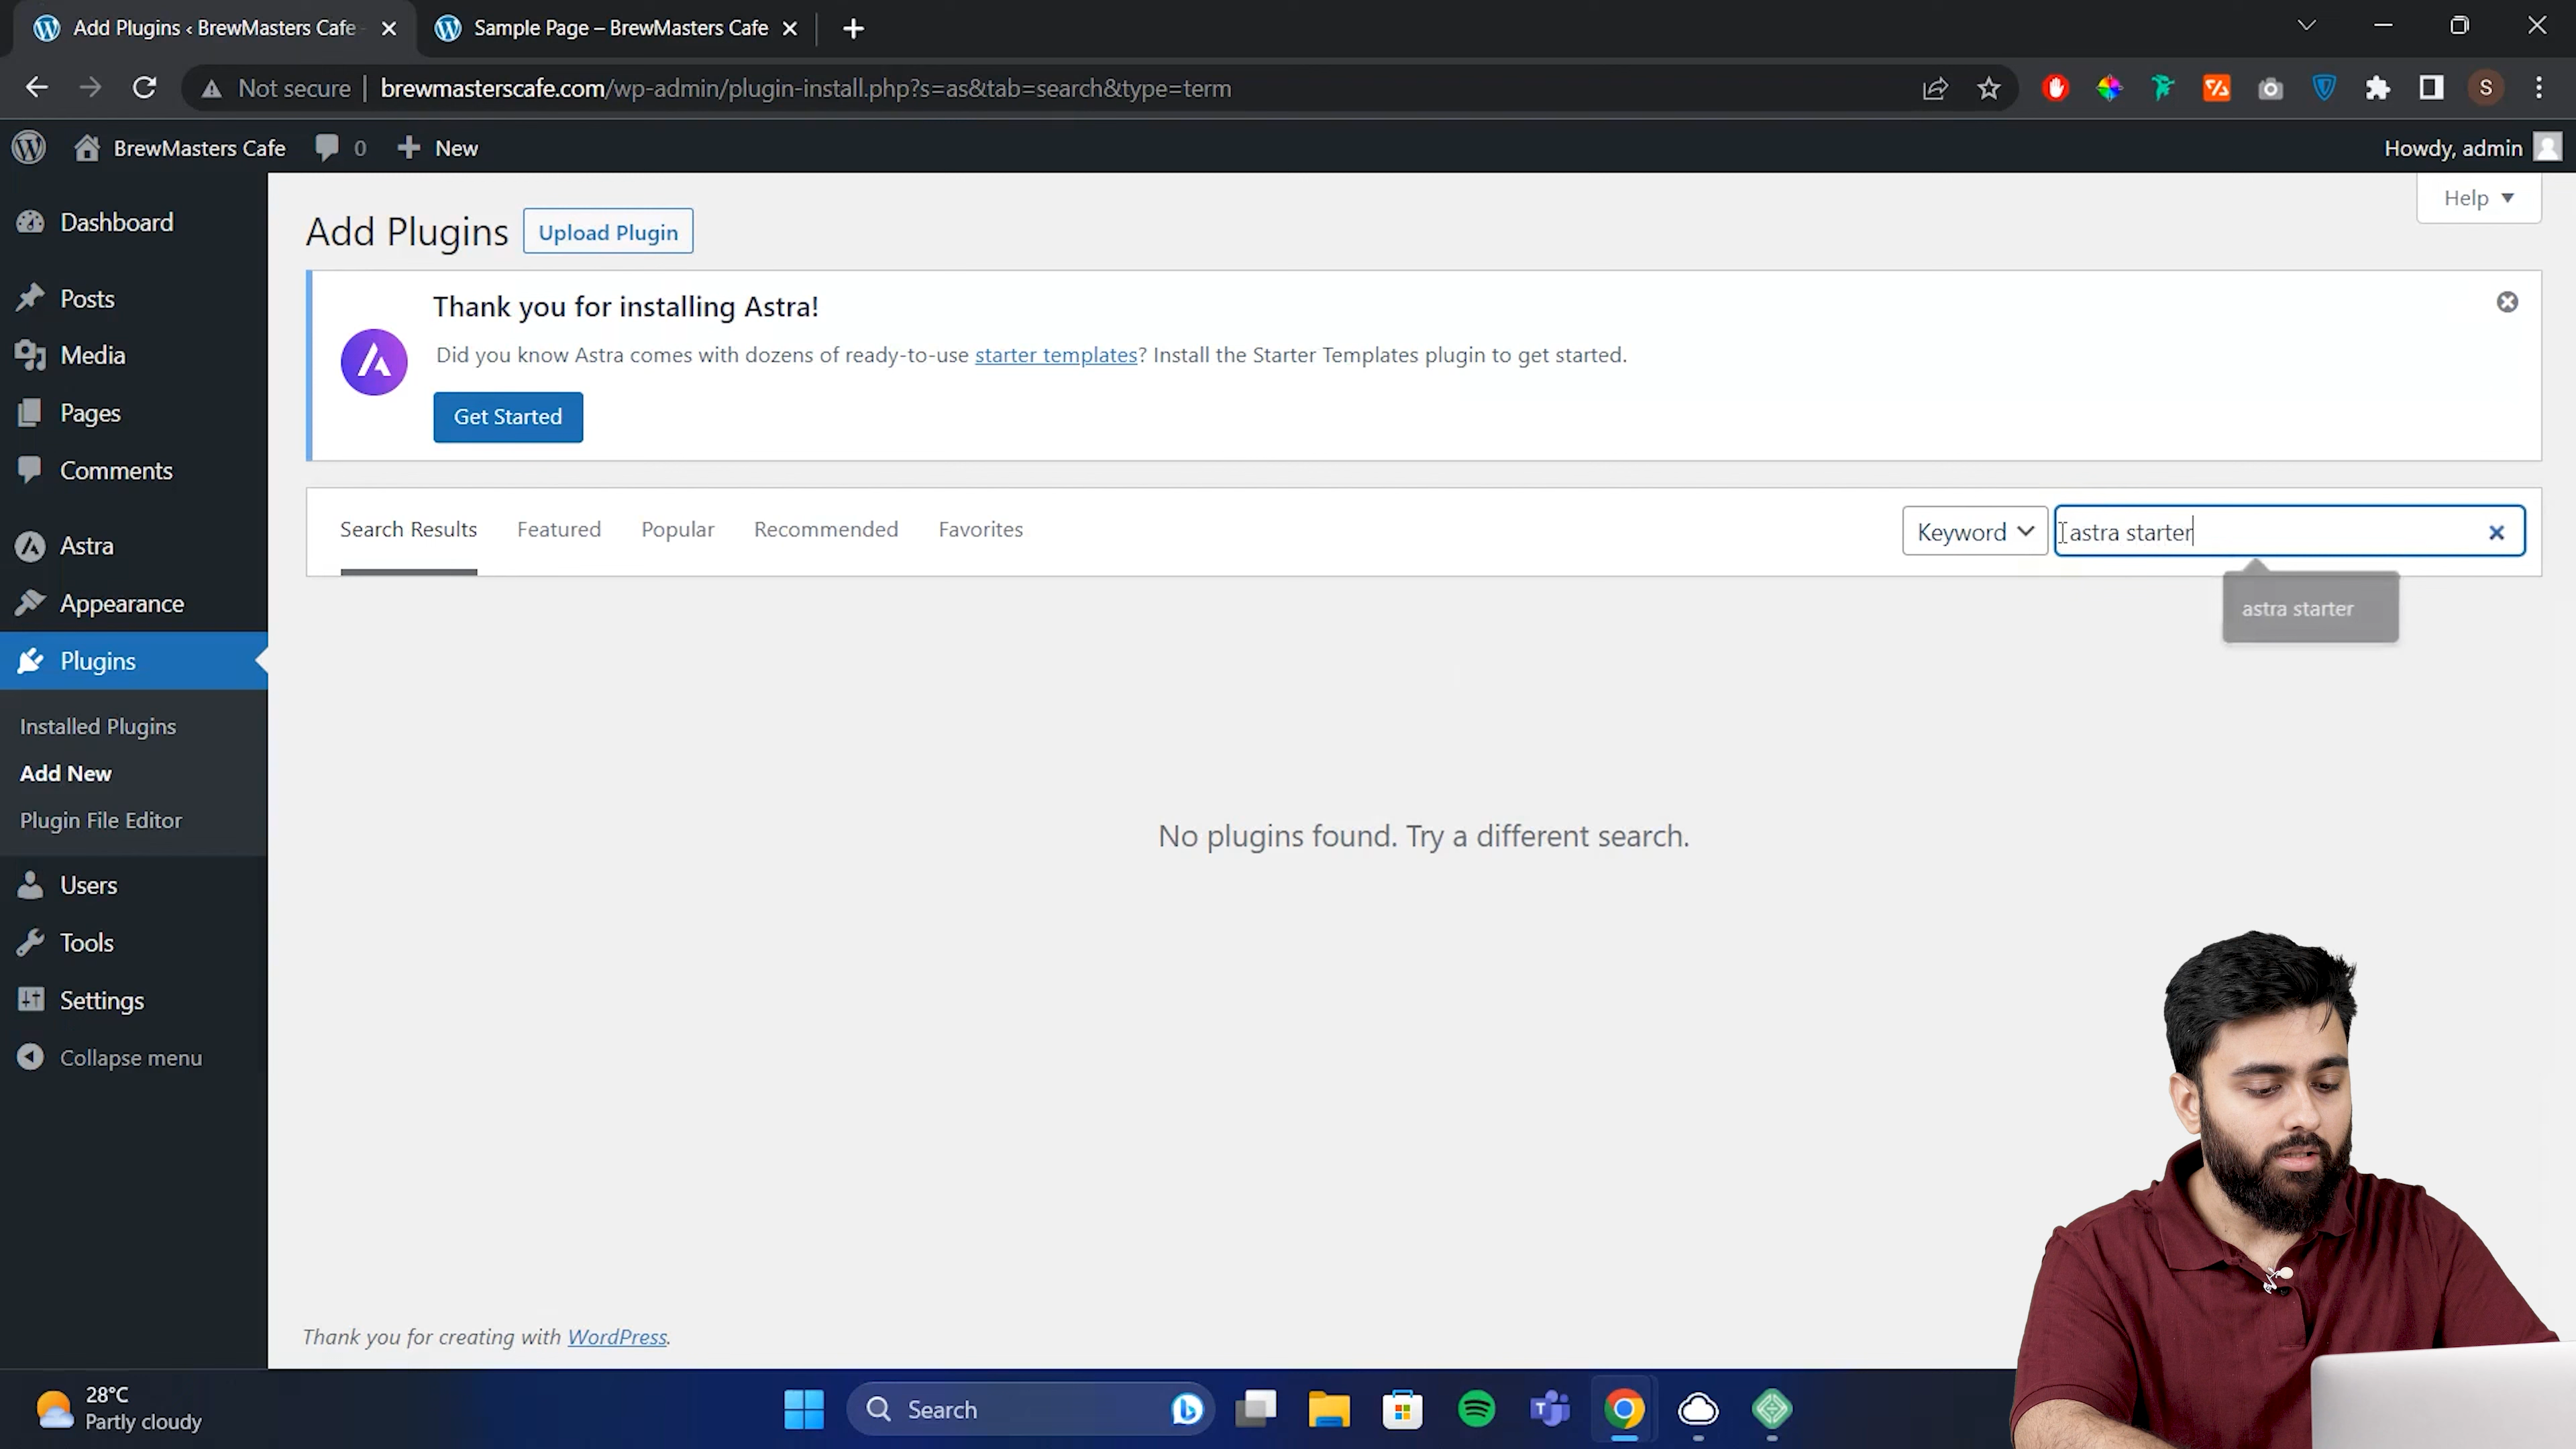 Add Plugins ‹ BrewMasters Cafe
Sample Page – BrewMasters Cafe
Not secure
brewmasterscafe.com/wp-admin/plugin-install.php?s=as&tab=search&type=term
S
BrewMasters Cafe
0
New
Howdy, admin
Dashboard
Posts
Media
Pages
Comments
Astra
Appearance
Plugins
Installed Plugins
Add New
Plugin File Editor
Users
Tools
Settings
Collapse menu
Help
Add Plugins
Upload Plugin
Thank you for installing Astra!
Did you know Astra comes with dozens of ready-to-use starter templates? Install the Starter Templates plugin to get started.
Get Started
Search Results
Featured
Popular
Recommended
Favorites
Keyword
astra starter
astra starter
No plugins found. Try a different search.
Thank you for creating with WordPress.
28°C
Partly cloudy
Search